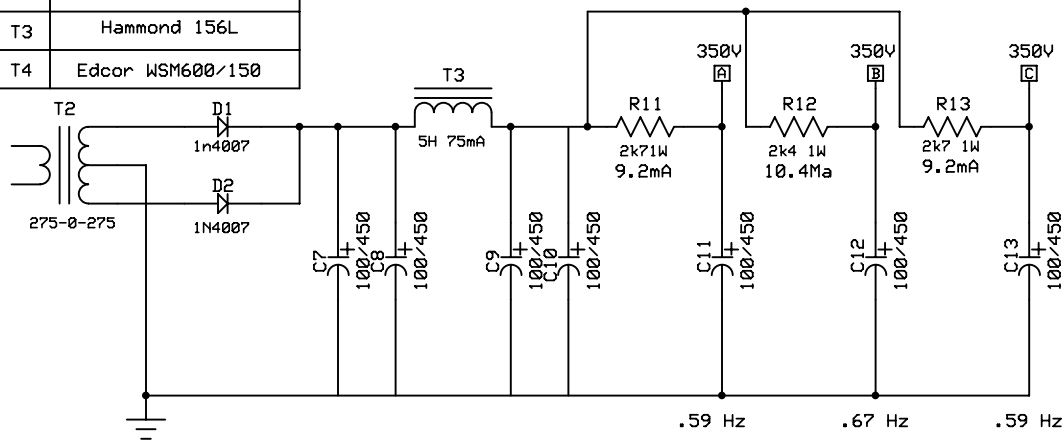 T3 Hammond 156L
T4 Edcor WSM600/150
T2
275-0-275
D1
1n4007
D2
1N4007
T3
5H 75mA
C7
100/450
C8
100/450
C9
100/450
C10
100/450
R11
2k71W
9.2mA
350V
A
C11
100/450
R12
2k4 1W
10.4Ma
350V
B
C12
100/450
R13
2k7 1W
9.2mA
350V
C
C13
100/450
.59 Hz
.67 Hz
.59 Hz